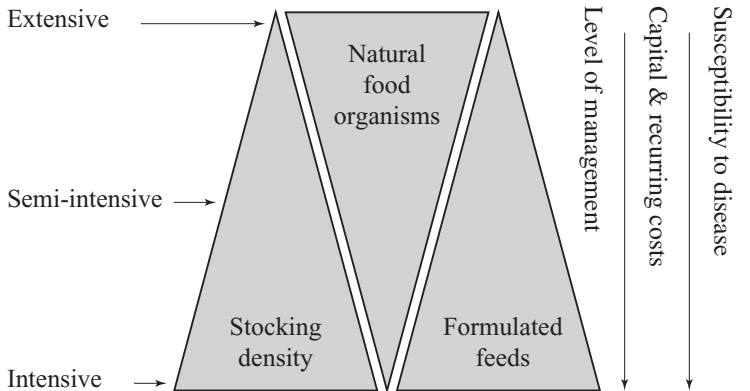 Extensive
Semi-intensive
Intensive
Natural
food
organisms
Stocking
density
Formulated
feeds
Level of management
Capital & recurring costs
Susceptibility to disease